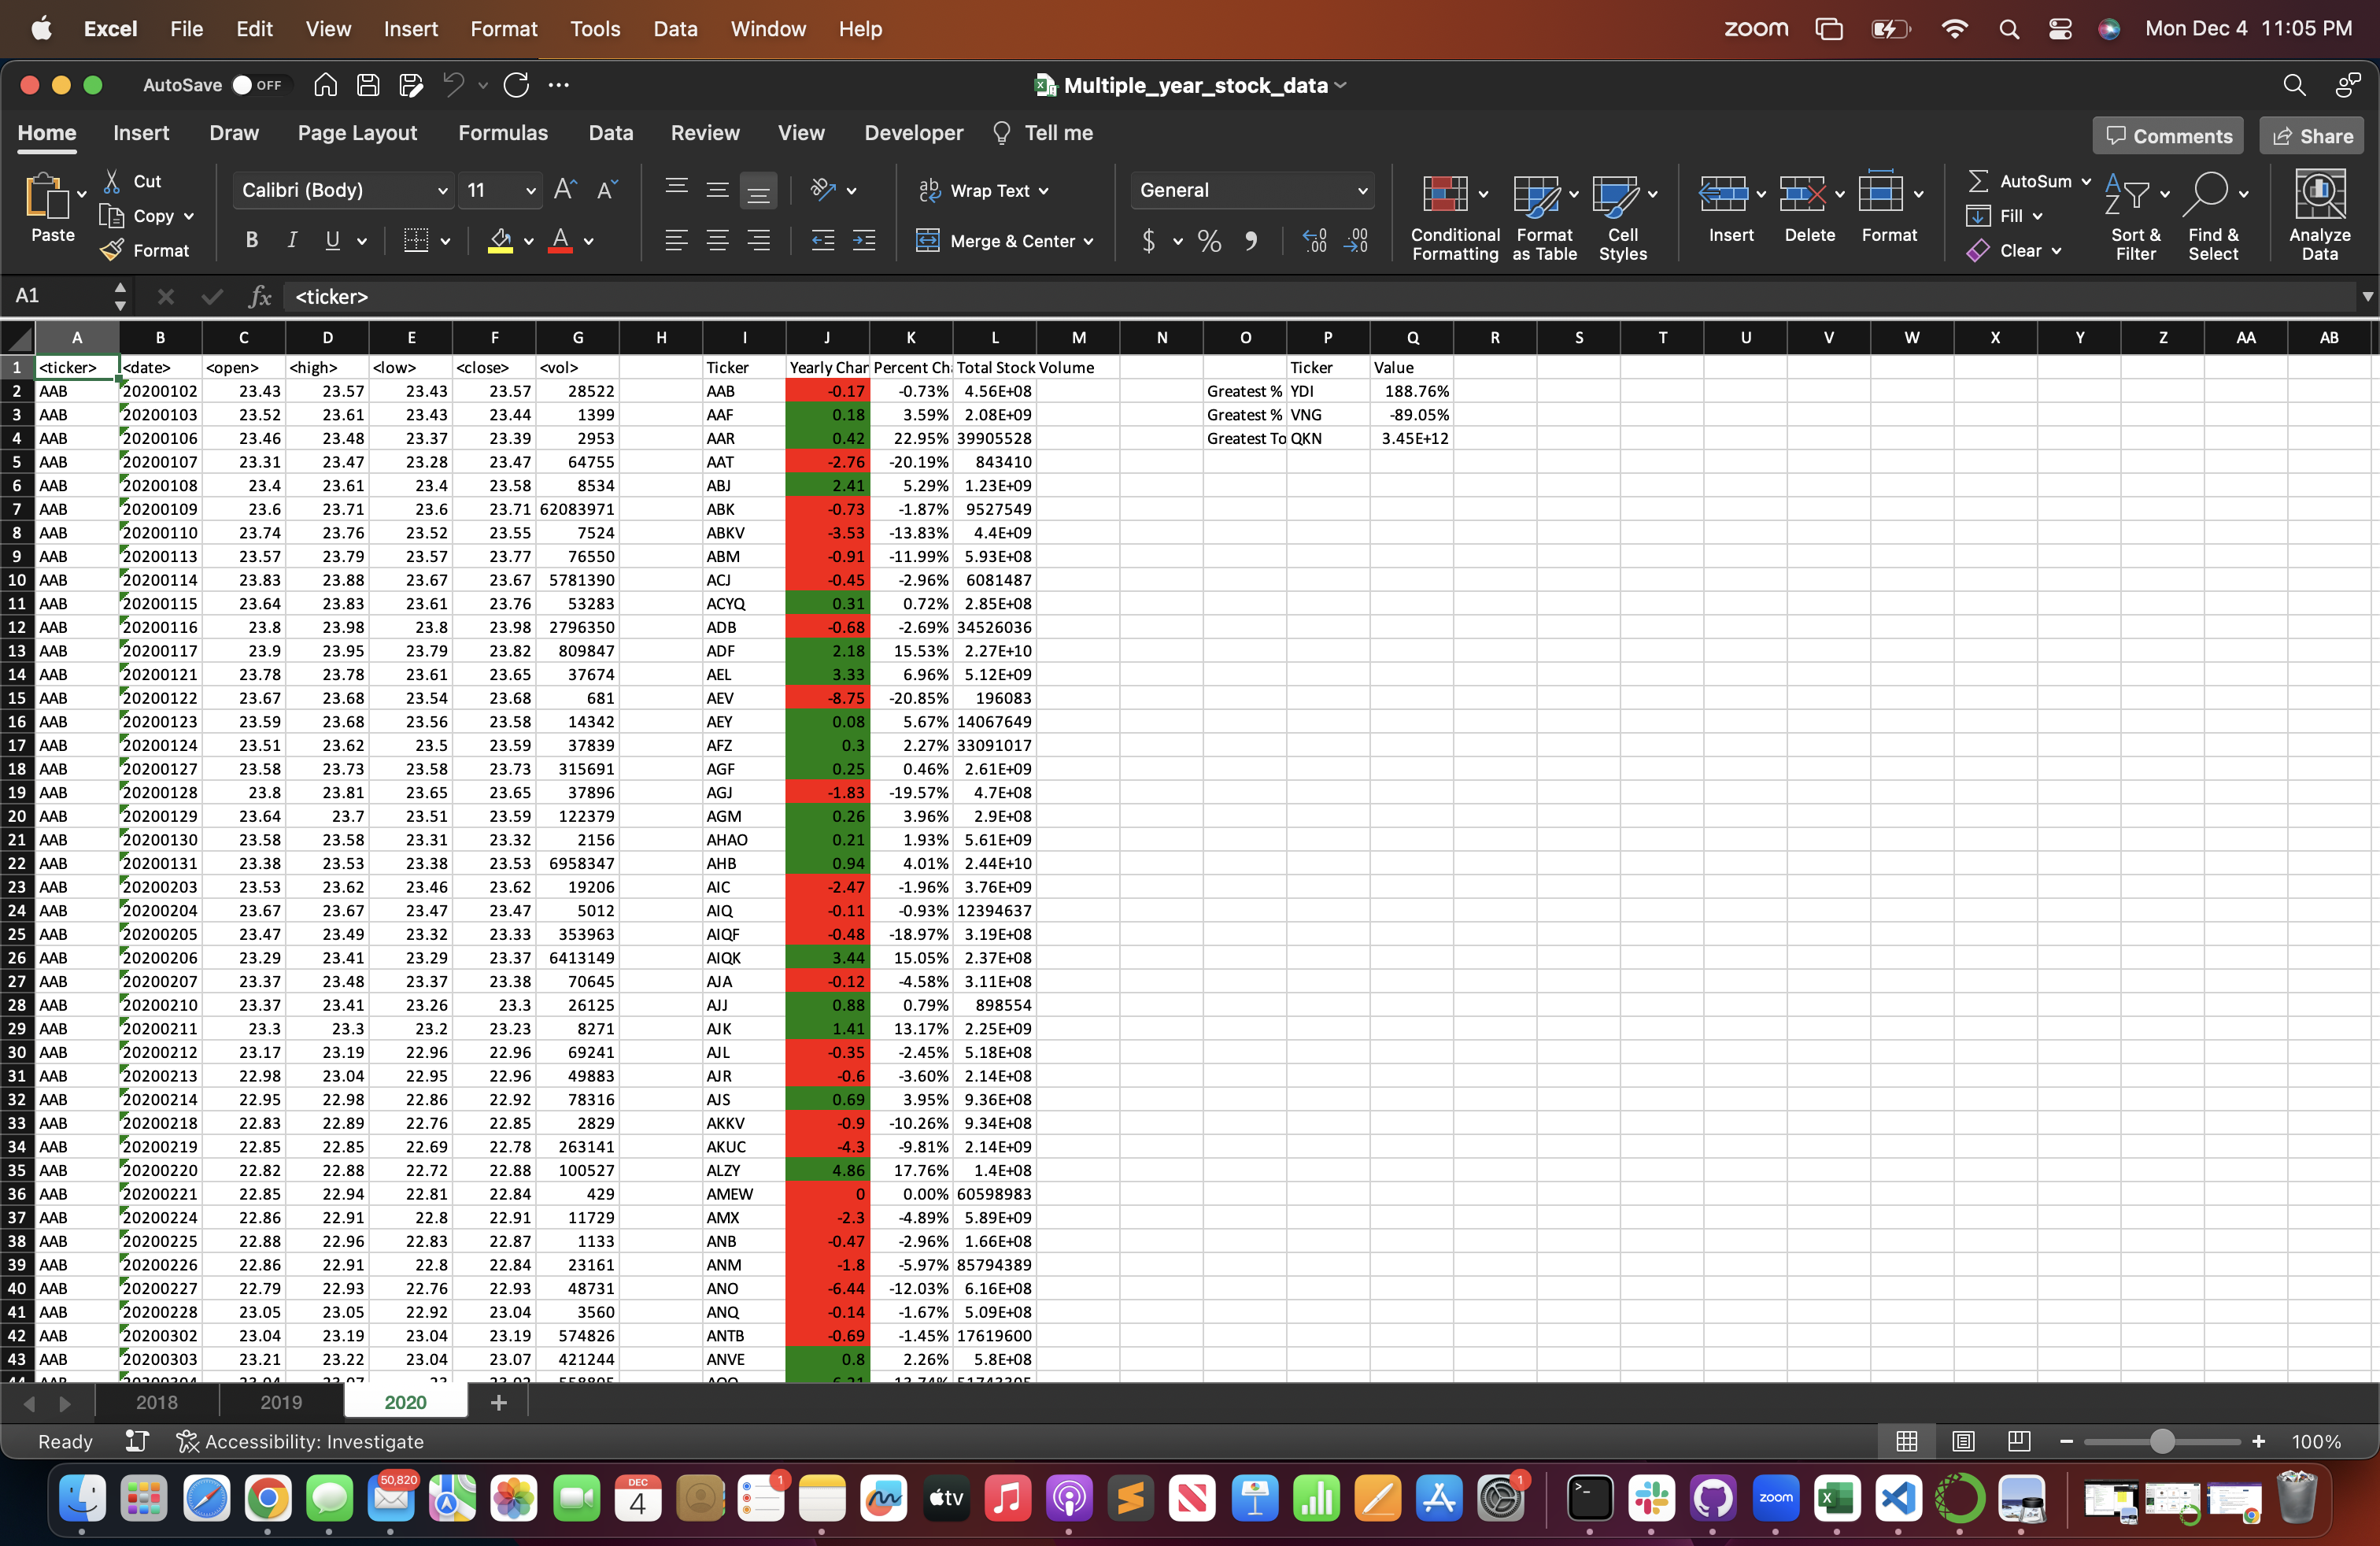 Excel File Edit View Insert Format Tools Data Window Help zoom Mon Dec 4 11:05 PM
AutoSave OFF Multiple_year_stock_data
Home Insert Draw Page Layout Formulas Data Review View Developer Tell me Comments Share
Paste Cut Copy Format Calibri (Body) 11 Wrap Text Merge & Center General Conditional Formatting Format as Table Cell Styles Insert Delete Format AutoSum Fill Clear Sort & Filter Find & Select Analyze Data
A1 fx <ticker>
A B C D E F G H I J K L M N O P Q R S T U V W X Y Z AA AB
1 <ticker> <date> <open> <high> <low> <close> <vol> Ticker Yearly Char Percent Ch Total Stock Volume Ticker Value
2 AAB 20200102 23.43 23.57 23.43 23.57 28522 AAB -0.17 -0.73% 4.56E+08 Greatest % YDI 188.76%
3 AAB 20200103 23.52 23.61 23.43 23.44 1399 AAF 0.18 3.59% 2.08E+09 Greatest % VNG -89.05%
4 AAB 20200106 23.46 23.48 23.37 23.39 2953 AAR 0.42 22.95% 39905528 Greatest To QKN 3.45E+12
5 AAB 20200107 23.31 23.47 23.28 23.47 64755 AAT -2.76 -20.19% 843410
6 AAB 20200108 23.4 23.61 23.4 23.58 8534 ABJ 2.41 5.29% 1.23E+09
7 AAB 20200109 23.6 23.71 23.6 23.71 62083971 ABK -0.73 -1.87% 9527549
8 AAB 20200110 23.74 23.76 23.52 23.55 7524 ABKV -3.53 -13.83% 4.4E+09
9 AAB 20200113 23.57 23.79 23.57 23.77 76550 ABM -0.91 -11.99% 5.93E+08
10 AAB 20200114 23.83 23.88 23.67 23.67 5781390 ACJ -0.45 -2.96% 6081487
11 AAB 20200115 23.64 23.83 23.61 23.76 53283 ACYQ 0.31 0.72% 2.85E+08
12 AAB 20200116 23.8 23.98 23.8 23.98 2796350 ADB -0.68 -2.69% 34526036
13 AAB 20200117 23.9 23.95 23.79 23.82 809847 ADF 2.18 15.53% 2.27E+10
14 AAB 20200121 23.78 23.78 23.61 23.65 37674 AEL 3.33 6.96% 5.12E+09
15 AAB 20200122 23.67 23.68 23.54 23.68 681 AEV -8.75 -20.85% 196083
16 AAB 20200123 23.59 23.68 23.56 23.58 14342 AEY 0.08 5.67% 14067649
17 AAB 20200124 23.51 23.62 23.5 23.59 37839 AFZ 0.3 2.27% 33091017
18 AAB 20200127 23.58 23.73 23.58 23.73 315691 AGF 0.25 0.46% 2.61E+09
19 AAB 20200128 23.8 23.81 23.65 23.65 37896 AGJ -1.83 -19.57% 4.7E+08
20 AAB 20200129 23.64 23.7 23.51 23.59 122379 AGM 0.26 3.96% 2.9E+08
21 AAB 20200130 23.58 23.58 23.31 23.32 2156 AHAO 0.21 1.93% 5.61E+09
22 AAB 20200131 23.38 23.53 23.38 23.53 6958347 AHB 0.94 4.01% 2.44E+10
23 AAB 20200203 23.53 23.62 23.46 23.62 19206 AIC -2.47 -1.96% 3.76E+09
24 AAB 20200204 23.67 23.67 23.47 23.47 5012 AIQ -0.11 -0.93% 12394637
25 AAB 20200205 23.47 23.49 23.32 23.33 353963 AIQF -0.48 -18.97% 3.19E+08
26 AAB 20200206 23.29 23.41 23.29 23.37 6413149 AIQK 3.44 15.05% 2.37E+08
27 AAB 20200207 23.37 23.48 23.37 23.38 70645 AJA -0.12 -4.58% 3.11E+08
28 AAB 20200210 23.37 23.41 23.26 23.3 26125 AJJ 0.88 0.79% 898554
29 AAB 20200211 23.3 23.3 23.2 23.23 8271 AJK 1.41 13.17% 2.25E+09
30 AAB 20200212 23.17 23.19 22.96 22.96 69241 AJL -0.35 -2.45% 5.18E+08
31 AAB 20200213 22.98 23.04 22.95 22.96 49883 AJR -0.6 -3.60% 2.14E+08
32 AAB 20200214 22.95 22.98 22.86 22.92 78316 AJS 0.69 3.95% 9.36E+08
33 AAB 20200218 22.83 22.89 22.76 22.85 2829 AKKV -0.9 -10.26% 9.34E+08
34 AAB 20200219 22.85 22.85 22.69 22.78 263141 AKUC -4.3 -9.81% 2.14E+09
35 AAB 20200220 22.82 22.88 22.72 22.88 100527 ALZY 4.86 17.76% 1.4E+08
36 AAB 20200221 22.85 22.94 22.81 22.84 429 AMEW 0 0.00% 60598983
37 AAB 20200224 22.86 22.91 22.8 22.91 11729 AMX -2.3 -4.89% 5.89E+09
38 AAB 20200225 22.88 22.96 22.83 22.87 1133 ANB -0.47 -2.96% 1.66E+08
39 AAB 20200226 22.86 22.91 22.8 22.84 23161 ANM -1.8 -5.97% 85794389
40 AAB 20200227 22.79 22.93 22.76 22.93 48731 ANO -6.44 -12.03% 6.16E+08
41 AAB 20200228 23.05 23.05 22.92 23.04 3560 ANQ -0.14 -1.67% 5.09E+08
42 AAB 20200302 23.04 23.19 23.04 23.19 574826 ANTB -0.69 -1.45% 17619600
43 AAB 20200303 23.21 23.22 23.04 23.07 421244 ANVE 0.8 2.26% 5.8E+08
2018 2019 2020 +
Ready Accessibility: Investigate 100%
50,820 DEC 4 1 tv 1 zoom